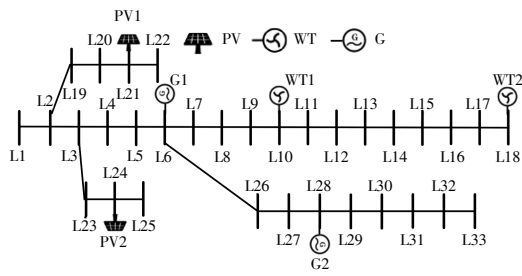 PV1
L20 L22 PV WT G
L19 L21 G1 WT1 WT2
L2 L4 L7 L9 L11 L13 L15 L17
L1 L3 L5 L6 L8 L10 L12 L14 L16 L18
L24 L26 L28 L30 L32
L23 L25 L27 L29 L31 L33
PV2 G2